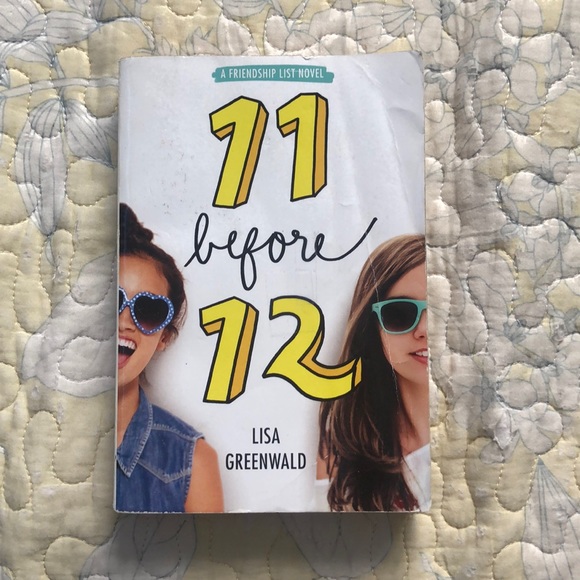 A FRIENDSHIP LIST NOVEL
11
before
12
LISA
GREENWALD